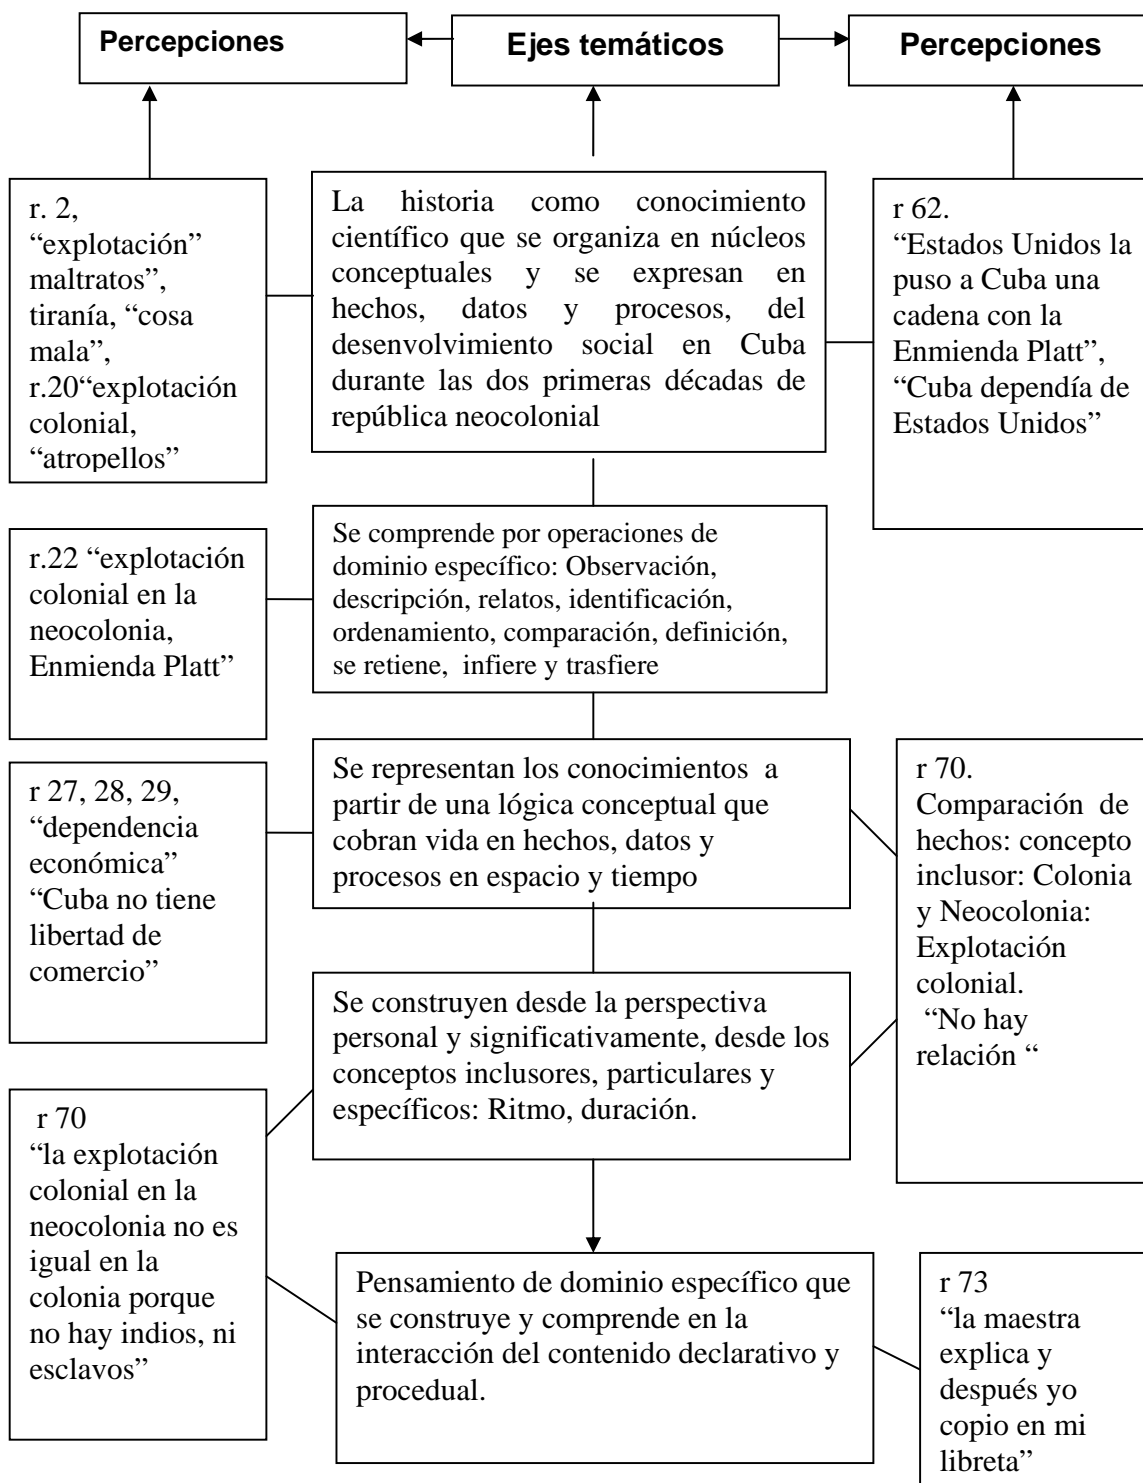 Percepciones
Ejes temáticos
Percepciones
r. 2,
“explotación”
maltratos”,
tiranía, “cosa
mala”,
r.20“explotación
colonial,
“atropellos”
La historia como conocimiento
científico que se organiza en núcleos
conceptuales y se expresan en
hechos, datos y procesos, del
desenvolvimiento social en Cuba
durante las dos primeras décadas de
república neocolonial
r 62.
“Estados Unidos la
puso a Cuba una
cadena con la
Enmienda Platt”,
“Cuba dependía de
Estados Unidos”
r.22 “explotación
colonial en la
neocolonia,
Enmienda Platt”
Se comprende por operaciones de
dominio específico: Observación,
descripción, relatos, identificación,
ordenamiento, comparación, definición,
se retiene, infiere y trasfiere
r 27, 28, 29,
“dependencia
económica”
“Cuba no tiene
libertad de
comercio”
Se representan los conocimientos a
partir de una lógica conceptual que
cobran vida en hechos, datos y
procesos en espacio y tiempo
r 70.
Comparación de
hechos: concepto
inclusor: Colonia
y Neocolonia:
Explotación
colonial.
“No hay
relación “
Se construyen desde la perspectiva
personal y significativamente, desde los
conceptos inclusores, particulares y
específicos: Ritmo, duración.
r 70
“la explotación
colonial en la
neocolonia no es
igual en la
colonia porque
no hay indios, ni
esclavos”
Pensamiento de dominio específico que
se construye y comprende en la
interacción del contenido declarativo y
procedual.
r 73
“la maestra
explica y
después yo
copio en mi
libreta”